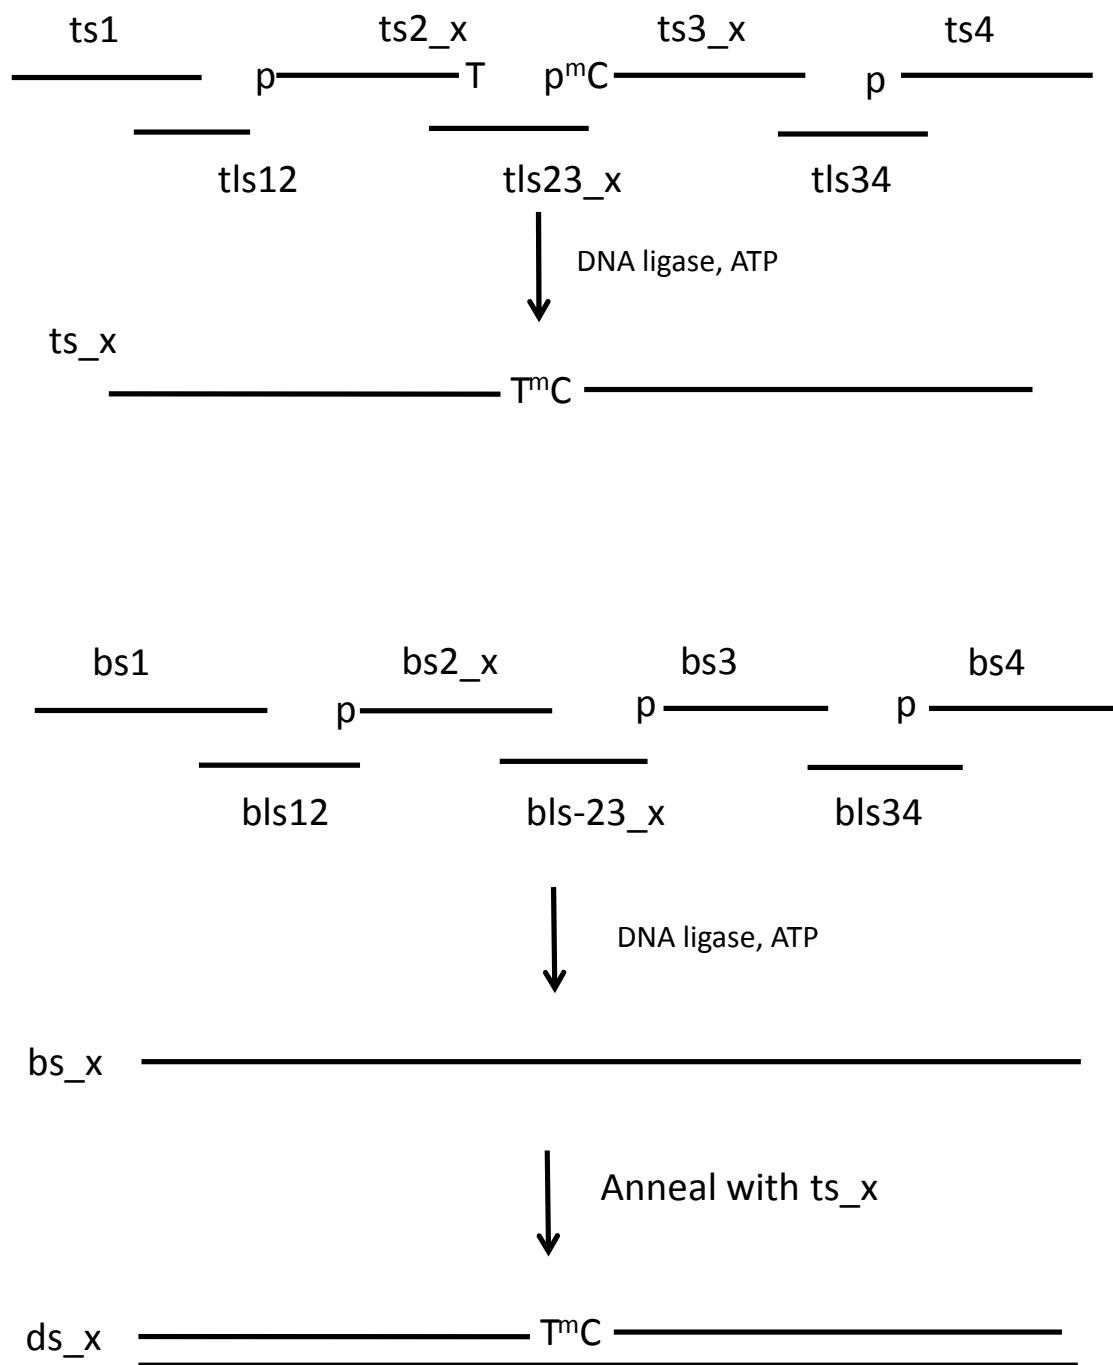 ts1 ts2_x ts3_x ts4
p T pᵐC p
tls12 tls23_x tls34
DNA ligase, ATP
ts_x
TᵐC
bs1 bs2_x bs3 bs4
p p p
bls12 bls-23_x bls34
DNA ligase, ATP
bs_x
Anneal with ts_x
ds_x TᵐC